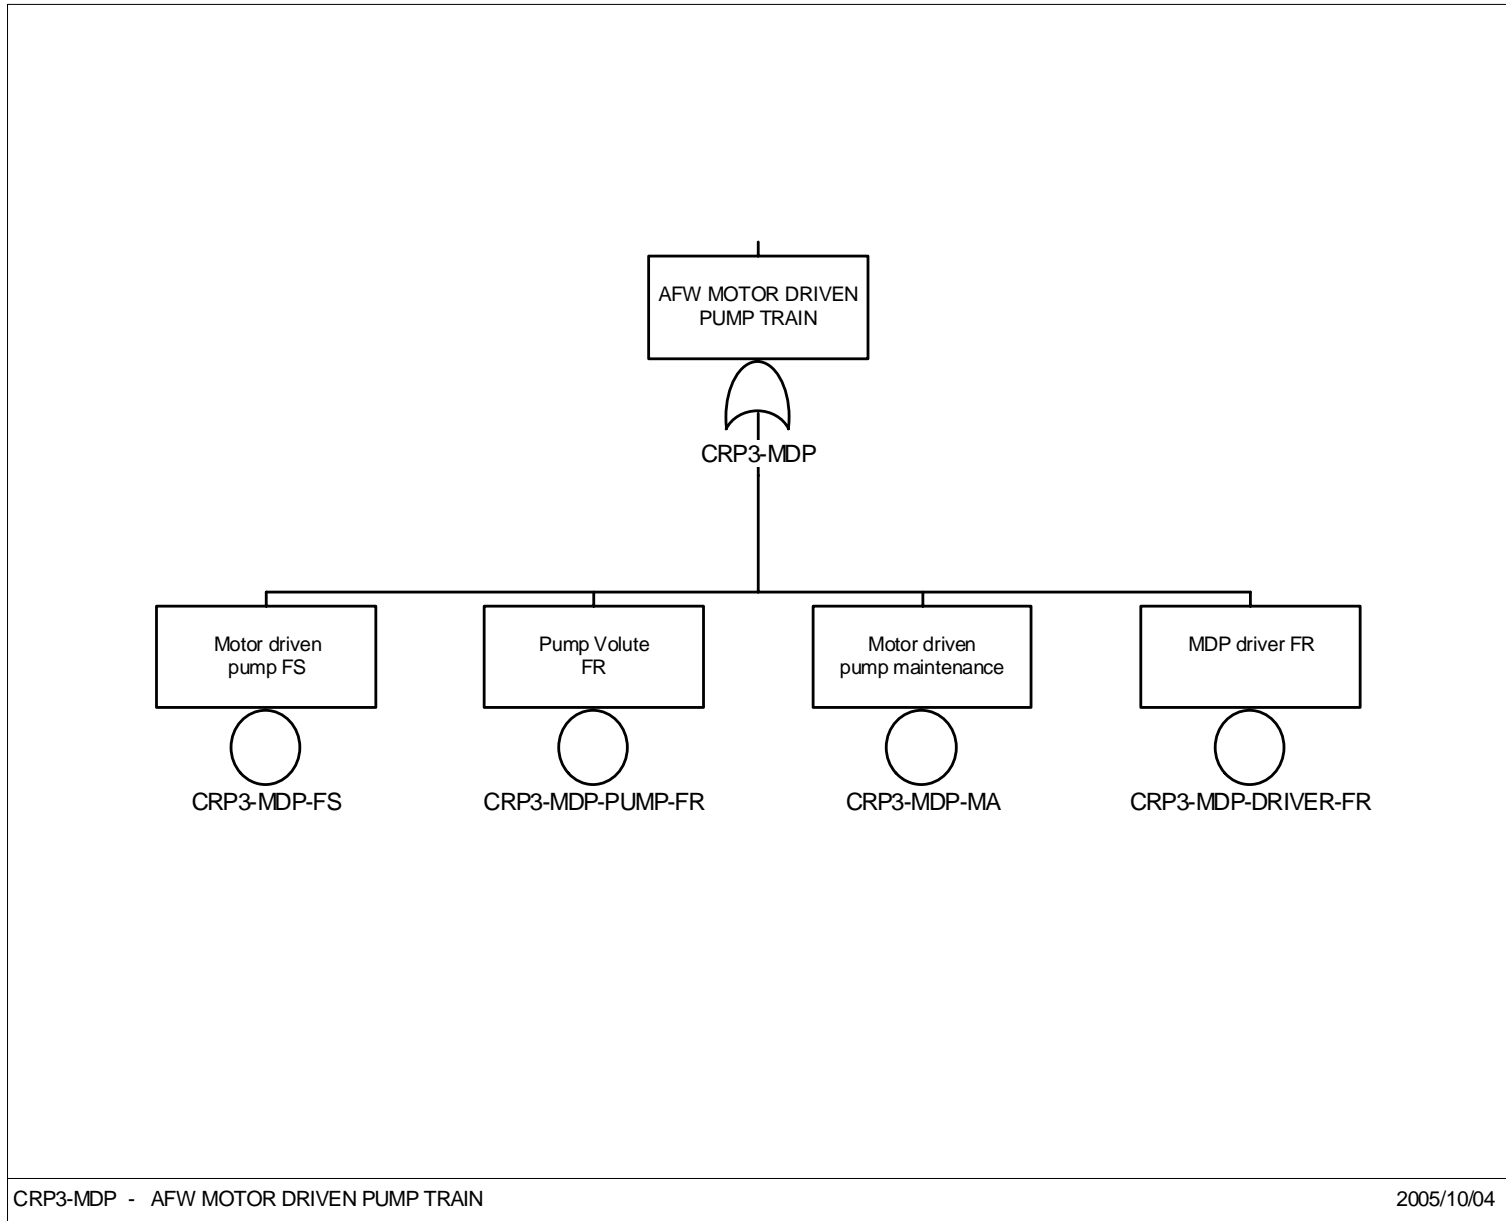 AFW MOTOR DRIVEN
PUMP TRAIN
CRP3-MDP
Motor driven
pump FS
Pump Volute
FR
Motor driven
pump maintenance
MDP driver FR
CRP3-MDP-FS
CRP3-MDP-PUMP-FR
CRP3-MDP-MA
CRP3-MDP-DRIVER-FR
CRP3-MDP - AFW MOTOR DRIVEN PUMP TRAIN
2005/10/04